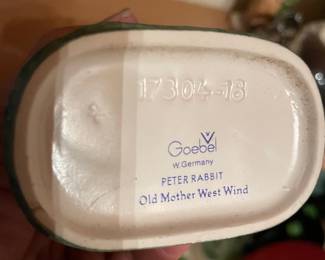 17304-18
Goebel
W. Germany
PETER RABBIT
Old Mother West Wind